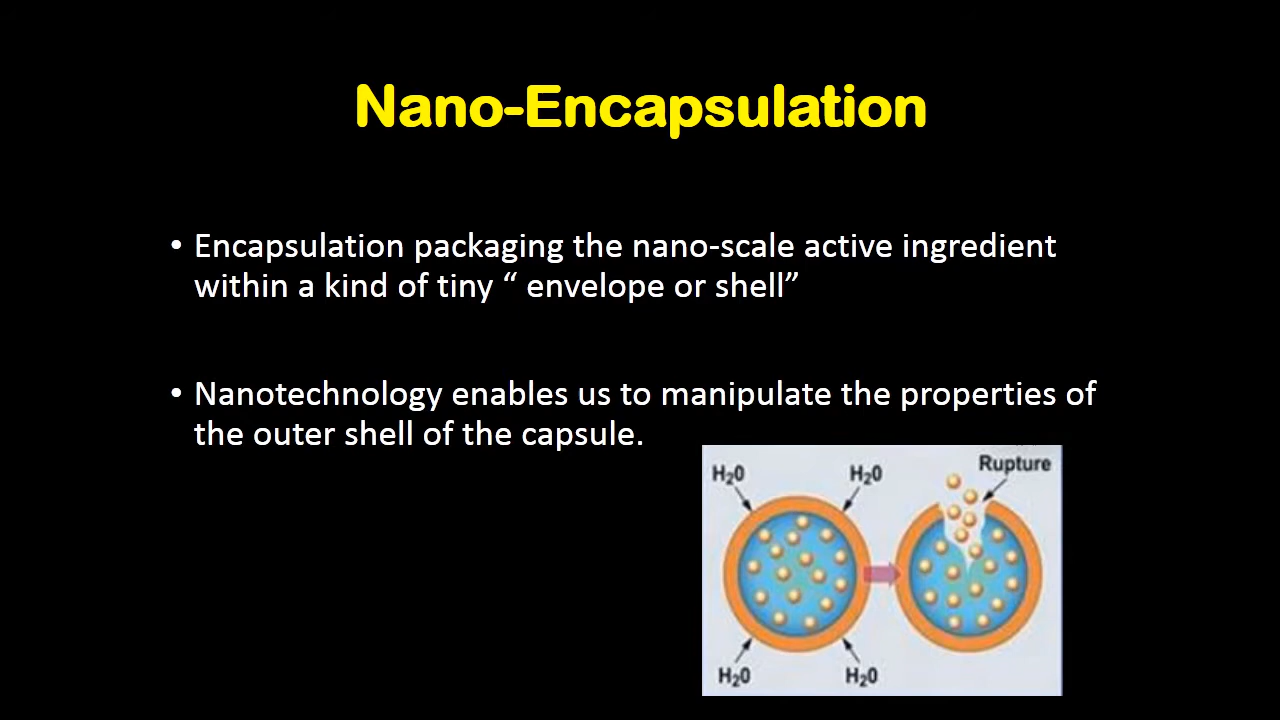 Nano-Encapsulation
• Encapsulation packaging the nano-scale active ingredient
within a kind of tiny “ envelope or shell”
• Nanotechnology enables us to manipulate the properties of
the outer shell of the capsule.
H₂0
H₂0
Rupture
H₂0
H₂0